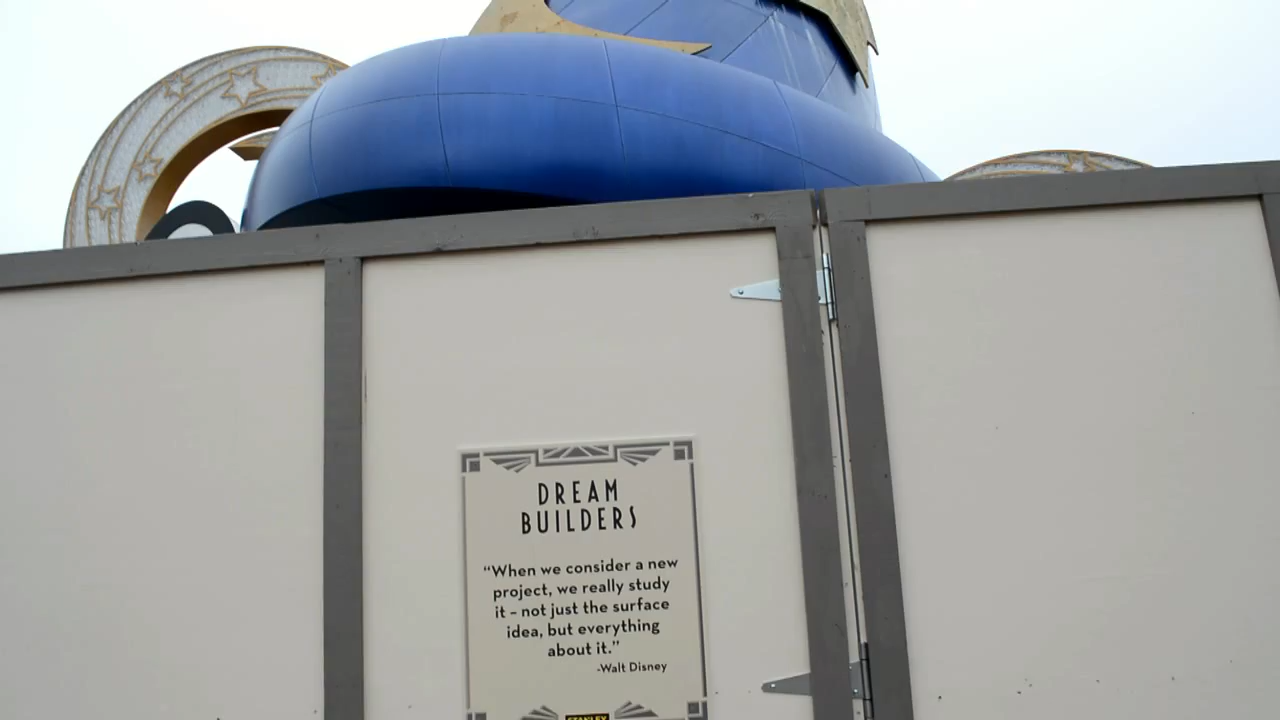 DREAM
BUILDERS
“When we consider a new
project, we really study
it – not just the surface
idea, but everything
about it.”
-Walt Disney
STANLEY